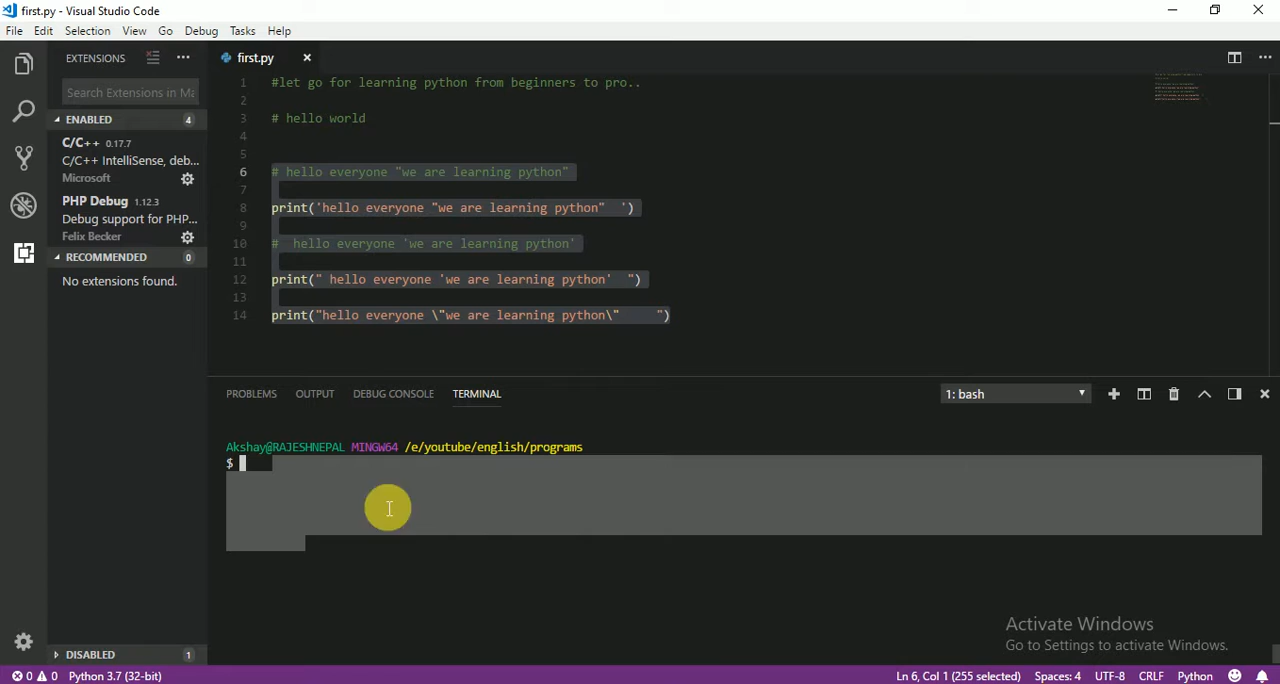 first.py - Visual Studio Code
File Edit Selection View Go Debug Tasks Help
EXTENSIONS
first.py
Search Extensions in Ma
ENABLED 4
C/C++ 0.17.7
C/C++ IntelliSense, deb...
Microsoft
PHP Debug 1.12.3
Debug support for PHP...
Felix Becker
RECOMMENDED 0
No extensions found.
1 #let go for learning python from beginners to pro..
2
3 # hello world
4
5
6 # hello everyone "we are learning python"
7
8 print('hello everyone "we are learning python"  ')
9
10 #  hello everyone 'we are learning python'
11
12 print(" hello everyone 'we are learning python'  ")
13
14 print("hello everyone \"we are learning python\"     ")
PROBLEMS OUTPUT DEBUG CONSOLE TERMINAL 1: bash
Akshay@RAJESHNEPAL MINGW64 /e/youtube/english/programs
$
Activate Windows
Go to Settings to activate Windows.
DISABLED 1
0 0 Python 3.7 (32-bit) Ln 6, Col 1 (255 selected) Spaces: 4 UTF-8 CRLF Python